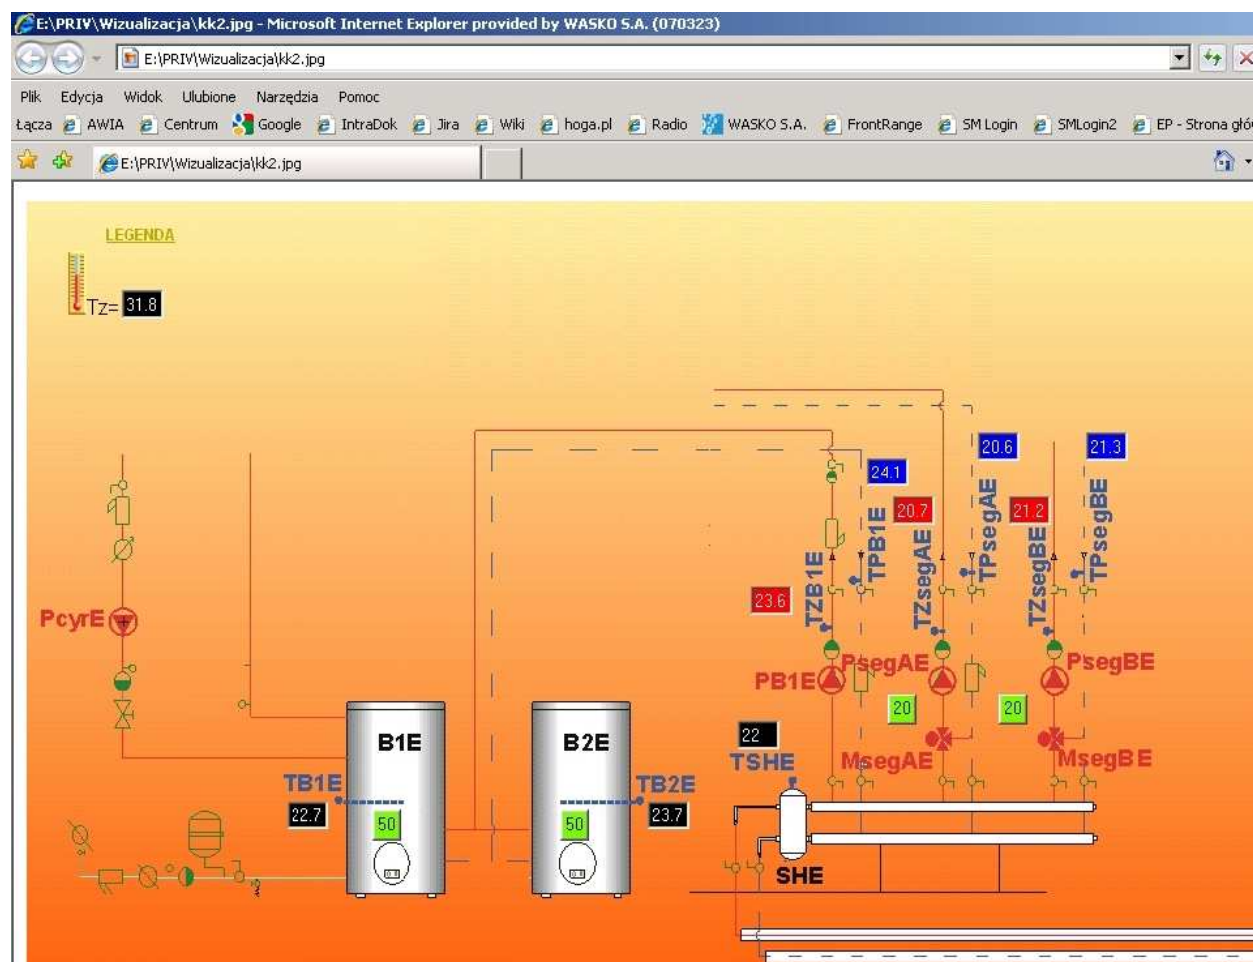 E:\PRIV\Wizualizacja\kk2.jpg - Microsoft Internet Explorer provided by WASKO S.A. (070323)
E:\PRIV\Wizualizacja\kk2.jpg
Plik Edycja Widok Ulubione Narzędzia Pomoc
Łącza AWIA Centrum Google IntraDok Jira Wiki hoga.pl Radio WASKO S.A. FrontRange SM Login SMLogin2 EP - Strona głów
E:\PRIV\Wizualizacja\kk2.jpg
LEGENDA
Tz= 31.8
20.6
21.3
24.1
20.7
21.2
TZB1E
TPB1E
TZsegAE
TPsegAE
TZsegBE
TPsegBE
23.6
PcyrE
PB1E
PsegAE
PsegBE
20
20
22
B1E
B2E
TSHE
MsegAE
MsegBE
TB1E
TB2E
22.7
50
50
23.7
SHE